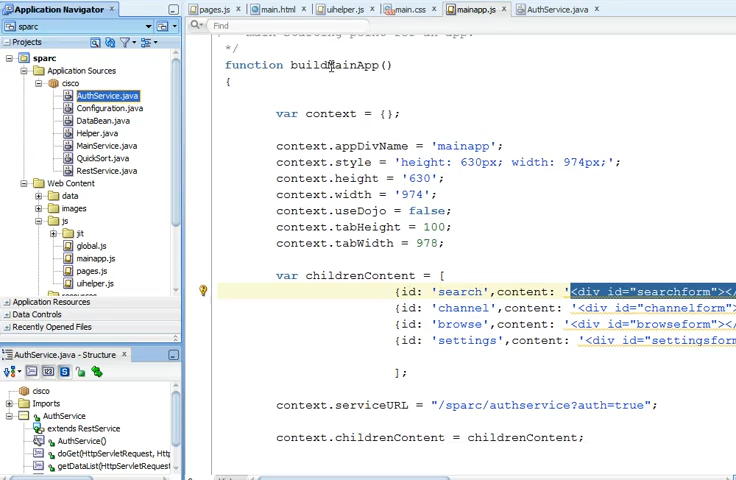 Application Navigator
sparc
Projects
sparc
Application Sources
cisco
AuthService.java
Configuration.java
DataBean.java
Helper.java
MainService.java
QuickSort.java
RestService.java
Web Content
data
images
js
jit
global.js
mainapp.js
pages.js
uihelper.js
Application Resources
Data Controls
Recently Opened Files
AuthService.java - Structure
cisco
Imports
AuthService
extends RestService
AuthService()
doGet(HttpServletRequest, Htt
getDataList(HttpServletRequest
pages.js
main.html
uihelper.js
main.css
mainapp.js
AuthService.java
Find
*/
function buildMainApp()
{
var context = {};
context.appDivName = 'mainapp';
context.style = 'height: 630px; width: 974px;';
context.height = '630';
context.width = '974';
context.useDojo = false;
context.tabHeight = 100;
context.tabWidth = 978;
var childrenContent = [
{id: 'search',content: '<div id="searchform"></
{id: 'channel',content: '<div id="channelform">
{id: 'browse',content: '<div id="browseform"></
{id: 'settings',content: '<div id="settingsform
];
context.serviceURL = "/sparc/authservice?auth=true";
context.childrenContent = childrenContent;